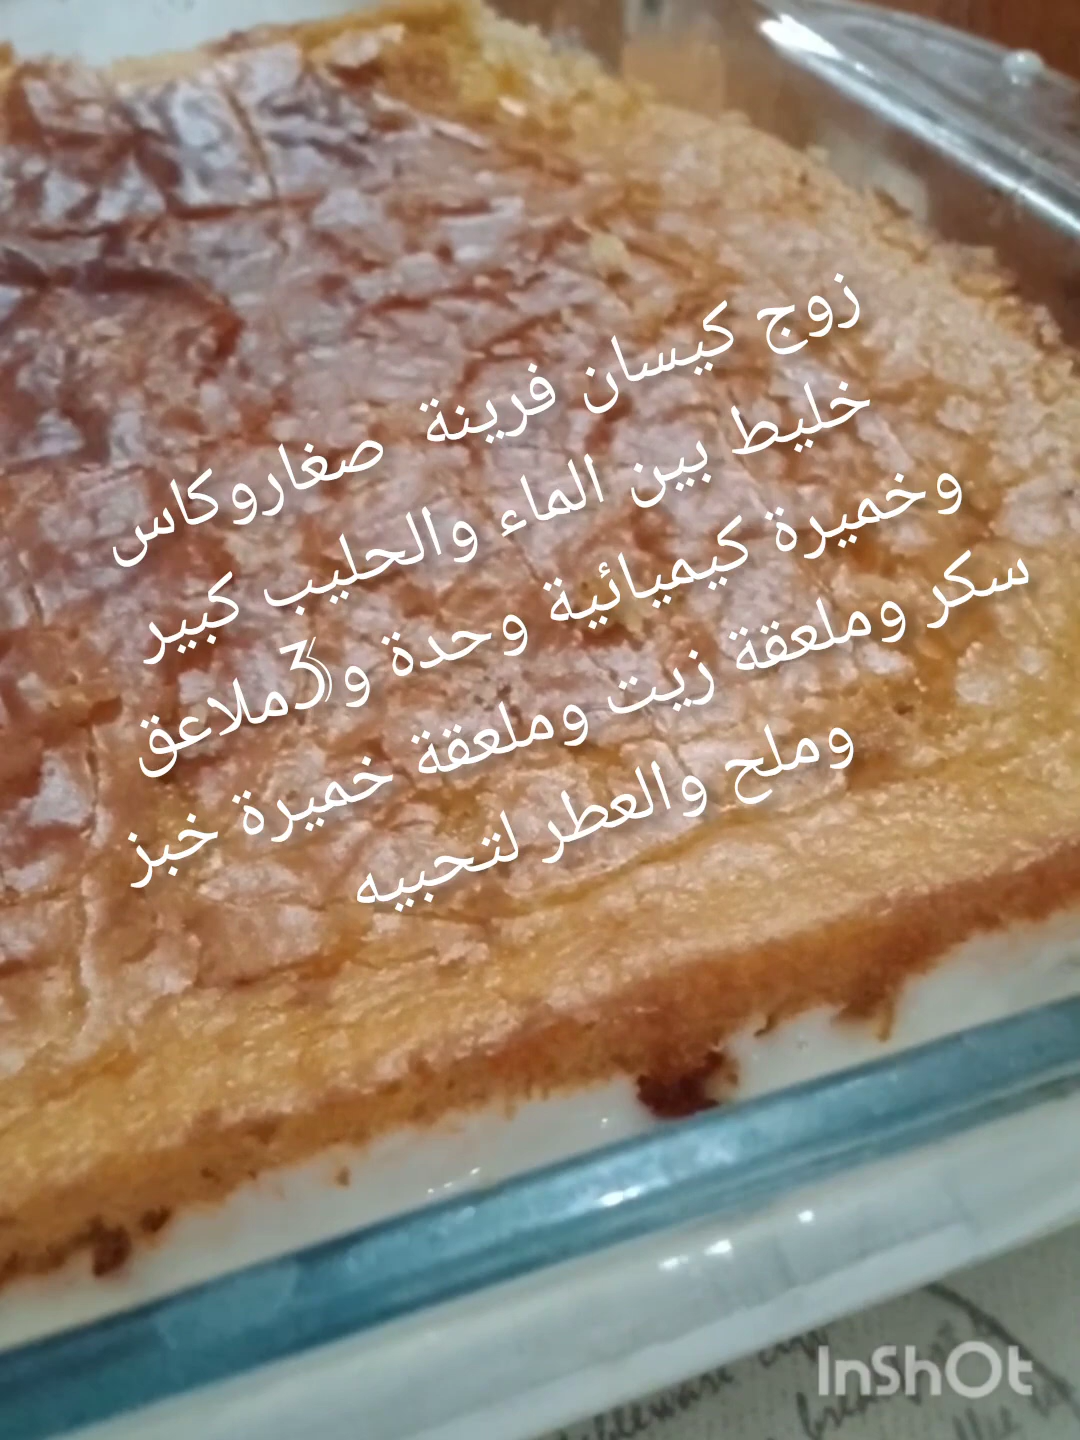 زوج كيسان فرينة صغاروكاس
خليط بين الماء والحليب كبير
وخميرة كيميائية وحدة و3ملاعق
سكر وملعقة زيت وملعقة خميرة خبز
وملح والعطر لتحبيه
InShOt